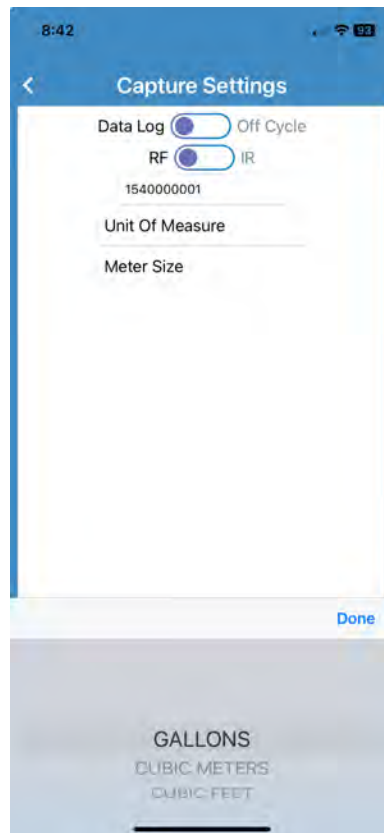 8:42 93
Capture Settings
Data Log Off Cycle
RF IR
1540000001
Unit Of Measure
Meter Size
Done
GALLONS
CUBIC METERS
CUBIC FEET